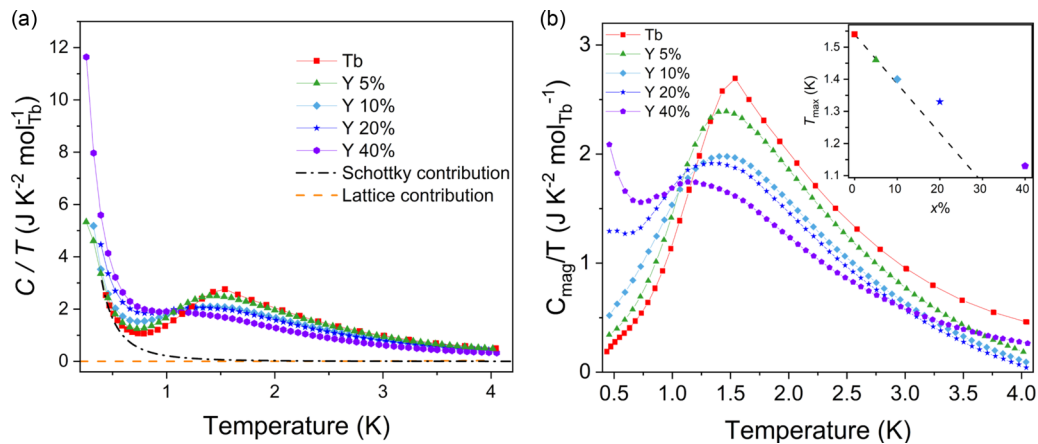 (a)
12
10
8
6
4
2
0
C / T (J K⁻² mol⁻¹Tb)
Tb
Y 5%
Y 10%
Y 20%
Y 40%
Schottky contribution
Lattice contribution
1
2
3
4
Temperature (K)
(b)
3
2
1
0
Cmag/T (J K⁻² molTb⁻¹)
Tb
Y 5%
Y 10%
Y 20%
Y 40%
0.5
1.0
1.5
2.0
2.5
3.0
3.5
4.0
Temperature (K)
1.5
1.4
1.3
1.2
1.1
Tmax (K)
0
10
20
30
40
x%